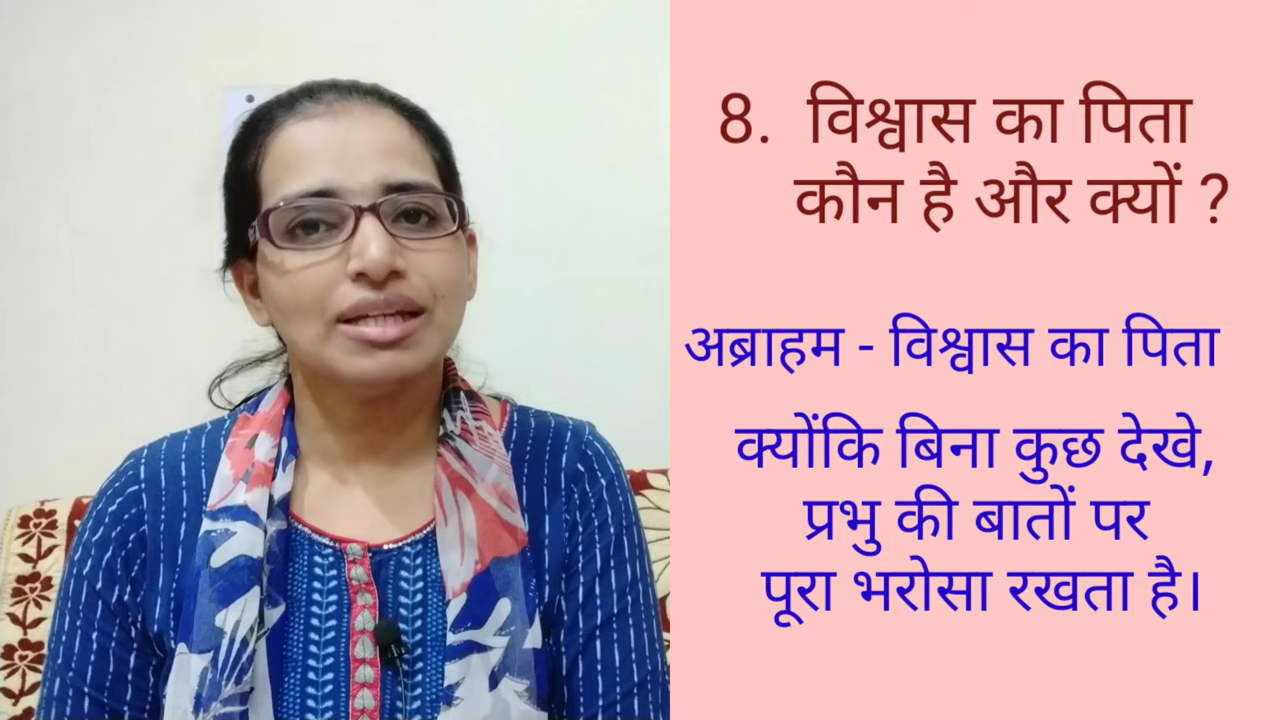 8. विश्वास का पिता
कौन है और क्यों ?
अब्राहम - विश्वास का पिता
क्योंकि बिना कुछ देखे,
प्रभु की बातों पर
पूरा भरोसा रखता है।